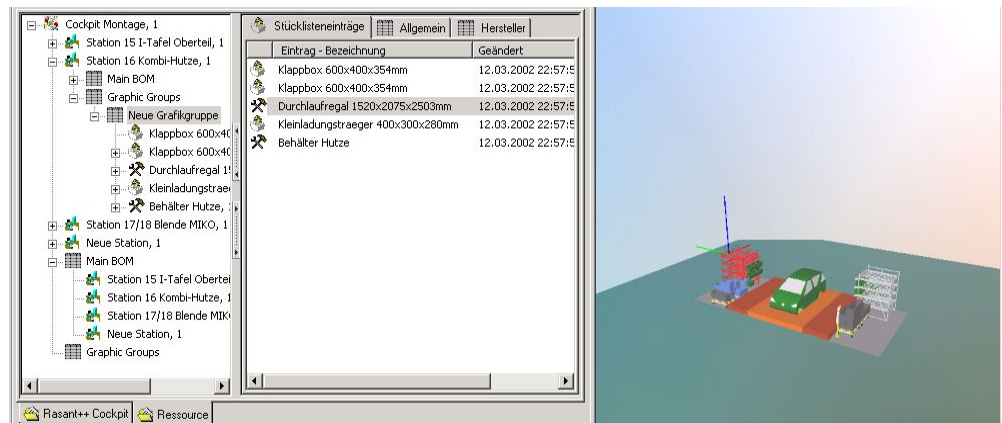 Cockpit Montage, 1
Station 15 I-Tafel Oberteil, 1
Station 16 Kombi-Hutze, 1
Main BOM
Graphic Groups
Neue Grafikgruppe
Klappbox 600x40
Klappbox 600x40
Durchlaufregal 1
Kleinladungstrae
Behälter Hutze,
Station 17/18 Blende MIKO, 1
Neue Station, 1
Main BOM
Station 15 I-Tafel Obertei
Station 16 Kombi-Hutze, 1
Station 17/18 Blende MIK
Neue Station, 1
Graphic Groups
Rasant++ Cockpit Ressource
Stücklisteneinträge Allgemein Hersteller
Eintrag - Bezeichnung Geändert
Klappbox 600x400x354mm 12.03.2002 22:57:5
Klappbox 600x400x354mm 12.03.2002 22:57:5
Durchlaufregal 1520x2075x2503mm 12.03.2002 22:57:5
Kleinladungstraeger 400x300x280mm 12.03.2002 22:57:5
Behälter Hutze 12.03.2002 22:57:5